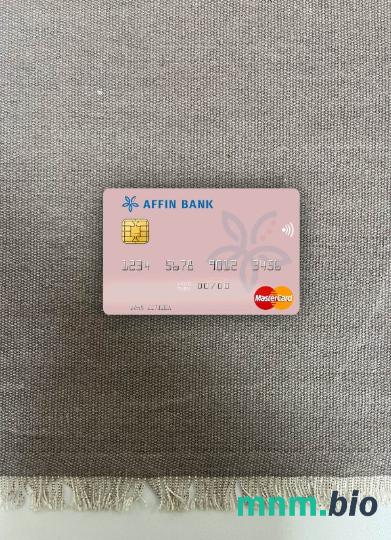 AFFIN BANK
1234 5678 9012 3456
00/00
MasterCard
mnm.bio